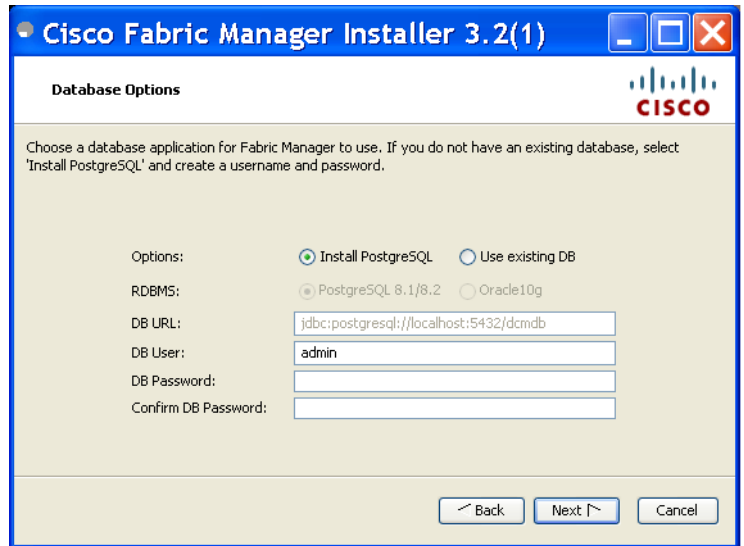 Cisco Fabric Manager Installer 3.2(1)
Database Options
CISCO
Choose a database application for Fabric Manager to use. If you do not have an existing database, select
'Install PostgreSQL' and create a username and password.
Options: Install PostgreSQL Use existing DB
RDBMS: PostgreSQL 8.1/8.2 Oracle10g
DB URL: jdbc:postgresql://localhost:5432/dcmdb
DB User: admin
DB Password:
Confirm DB Password:
Back Next Cancel